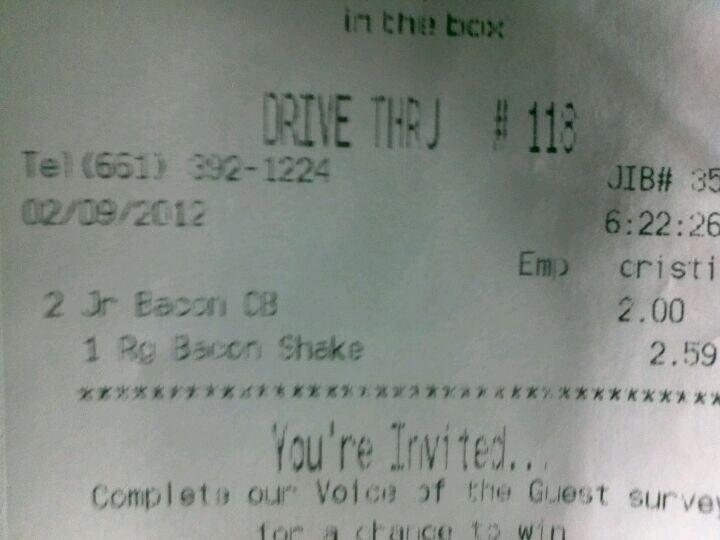 in the box
DRIVE THRU # 118
Tel(661) 392-1224
JIB# 35
02/09/2012
6:22:26
Emp cristi
2 Jr Bacon CB 2.00
1 Rg Bacon Shake 2.59
****************************************
You're Invited...
Complete our Voice of the Guest survey
for a chance to win